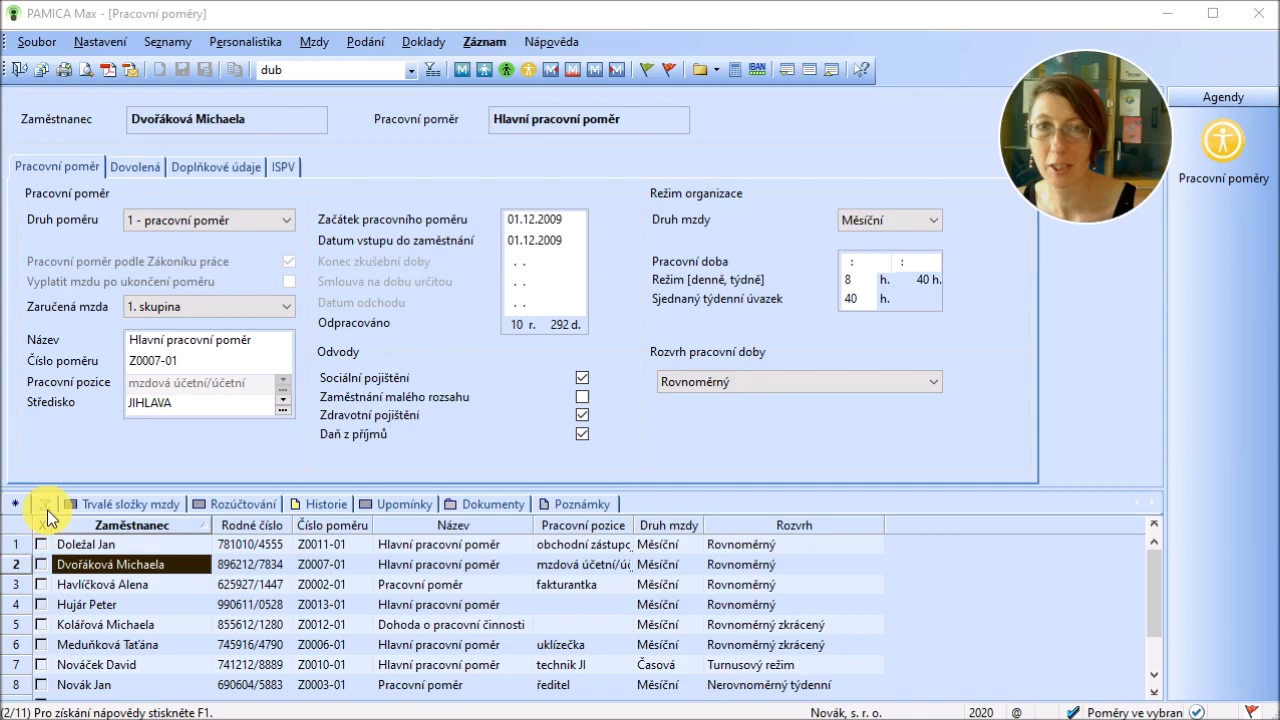 PAMICA Max - [Pracovní poměry]
Soubor Nastavení Seznamy Personalistika Mzdy Podání Doklady Záznam Nápověda
dub
IBAN
Agendy
Pracovní poměry
Zaměstnanec Dvořáková Michaela Pracovní poměr Hlavní pracovní poměr
Pracovní poměr Dovolená Doplňkové údaje ISPV
Pracovní poměr
Druh poměru 1 - pracovní poměr
Pracovní poměr podle Zákoníku práce
Vyplatit mzdu po ukončení poměru
Zaručená mzda 1. skupina
Název Hlavní pracovní poměr
Číslo poměru Z0007-01
Pracovní pozice mzdová účetní/účetní
Středisko JIHLAVA
Začátek pracovního poměru 01.12.2009
Datum vstupu do zaměstnání 01.12.2009
Konec zkušební doby . .
Smlouva na dobu určitou . .
Datum odchodu . .
Odpracováno 10 r. 292 d.
Odvody
Sociální pojištění
Zaměstnání malého rozsahu
Zdravotní pojištění
Daň z příjmů
Režim organizace
Druh mzdy Měsíční
Pracovní doba : :
Režim [denně, týdně] 8 h. 40 h.
Sjednaný týdenní úvazek 40 h.
Rozvrh pracovní doby
Rovnoměrný
* Trvalé složky mzdy Rozúčtování Historie Upomínky Dokumenty Poznámky
X Zaměstnanec Rodné číslo Číslo poměru Název Pracovní pozice Druh mzdy Rozvrh
1 Doležal Jan 781010/4555 Z0011-01 Hlavní pracovní poměr obchodní zástupc Měsíční Rovnoměrný
2 Dvořáková Michaela 896212/7834 Z0007-01 Hlavní pracovní poměr mzdová účetní/úč Měsíční Rovnoměrný
3 Havlíčková Alena 625927/1447 Z0002-01 Pracovní poměr fakturantka Měsíční Rovnoměrný
4 Hujár Peter 990611/0528 Z0013-01 Hlavní pracovní poměr Měsíční Rovnoměrný
5 Kolářová Michaela 855612/1280 Z0012-01 Dohoda o pracovní činnosti Měsíční Rovnoměrný zkrácený
6 Meduňková Taťána 745916/4790 Z0006-01 Hlavní pracovní poměr uklízečka Měsíční Rovnoměrný zkrácený
7 Nováček David 741212/8889 Z0010-01 Hlavní pracovní poměr technik JI Časová Turnusový režim
8 Novák Jan 690604/5883 Z0003-01 Pracovní poměr ředitel Měsíční Nerovnoměrný týdenní
(2/11) Pro získání nápovědy stiskněte F1. Novák, s. r. o. 2020 @ Poměry ve vybran